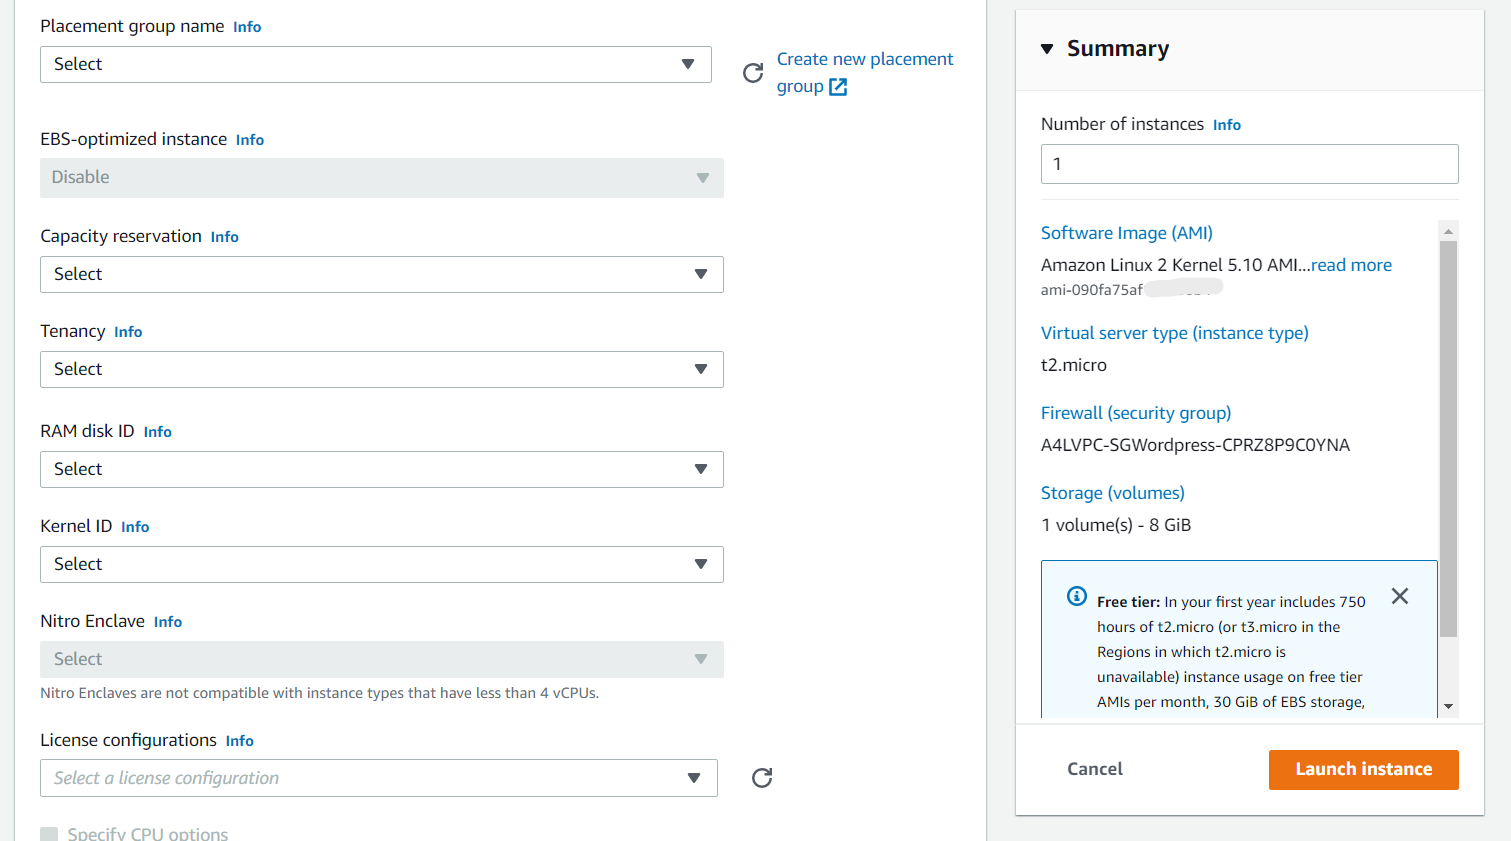 Placement group name Info
Select
Create new placement
group
EBS-optimized instance Info
Disable
Capacity reservation Info
Select
Tenancy Info
Select
RAM disk ID Info
Select
Kernel ID Info
Select
Nitro Enclave Info
Select
Nitro Enclaves are not compatible with instance types that have less than 4 vCPUs.
License configurations Info
Select a license configuration
Specify CPU options
Summary
Number of instances Info
1
Software Image (AMI)
Amazon Linux 2 Kernel 5.10 AMI...read more
ami-090fa75af
Virtual server type (instance type)
t2.micro
Firewall (security group)
A4LVPC-SGWordpress-CPRZ8P9C0YNA
Storage (volumes)
1 volume(s) - 8 GiB
Free tier: In your first year includes 750
hours of t2.micro (or t3.micro in the
Regions in which t2.micro is
unavailable) instance usage on free tier
AMIs per month, 30 GiB of EBS storage,
Cancel
Launch instance